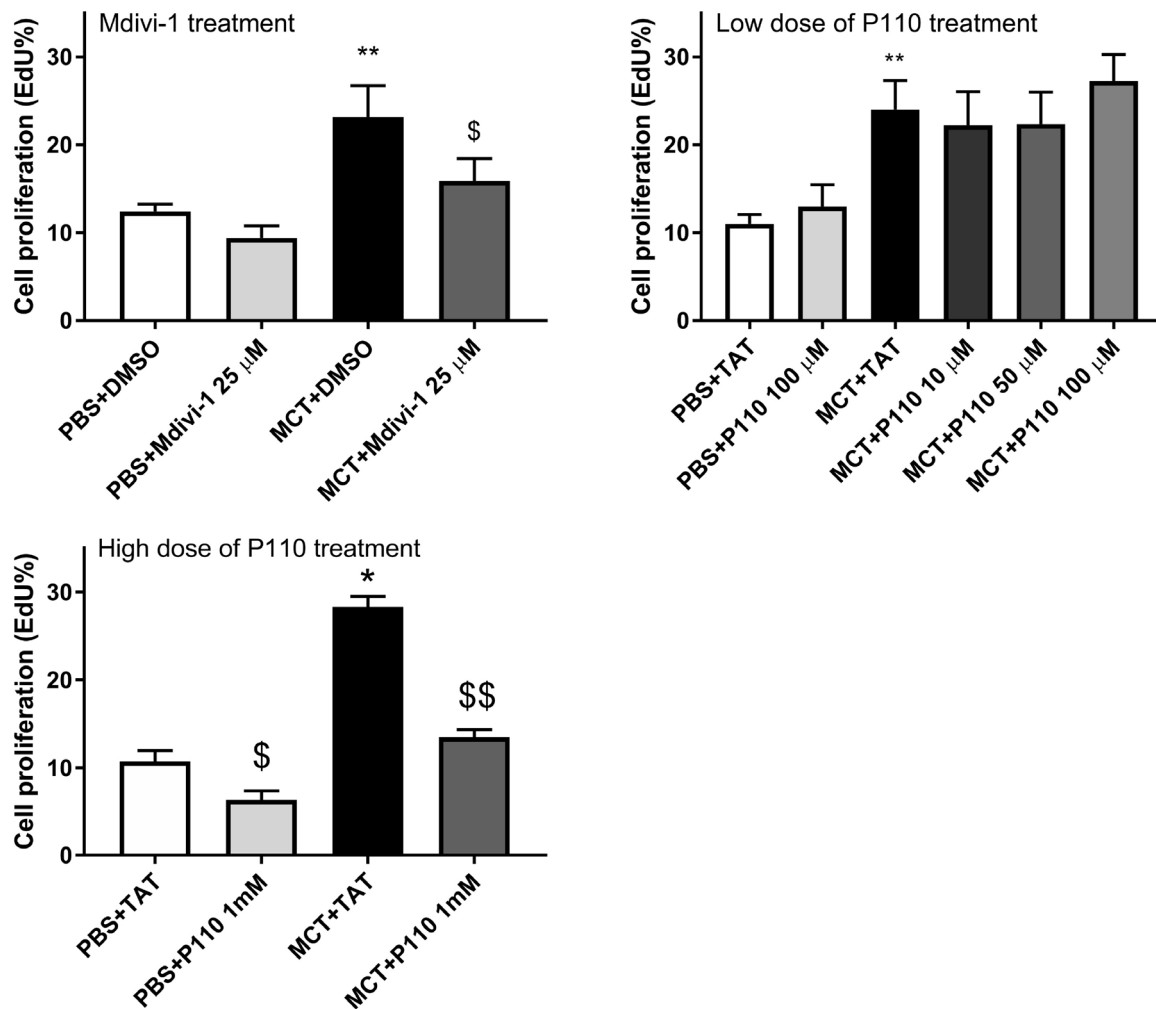 Mdivi-1 treatment
Cell proliferation (EdU%)
30
20
10
0
**
$
PBS+DMSO
PBS+Mdivi-1 25 μM
MCT+DMSO
MCT+Mdivi-1 25 μM
Low dose of P110 treatment
Cell proliferation (EdU%)
30
20
10
0
**
PBS+TAT
PBS+P110 100 μM
MCT+TAT
MCT+P110 10 μM
MCT+P110 50 μM
MCT+P110 100 μM
High dose of P110 treatment
Cell proliferation (EdU%)
30
20
10
0
$
*
$$
PBS+TAT
PBS+P110 1mM
MCT+TAT
MCT+P110 1mM